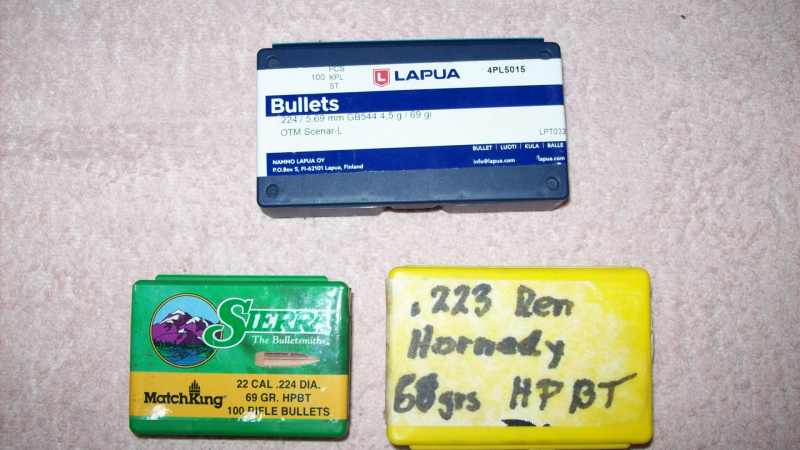 PCS
100 KPL
ST
LAPUA
4PL5015
Bullets
224 / 5,69 mm GB544 4,5 g / 69 gr
OTM Scenar-L
LPT032
BULLET | LUOTI | KULA | BALLE
NAMMO LAPUA OY
P.O.Box 5, FI-62101 Lapua, Finland
info@lapua.com
lapua.com
SIERRA
The Bulletsmiths
MatchKing
22 CAL .224 DIA.
69 GR. HPBT
100 RIFLE BULLETS
.223 Rem
Hornedy
68grs HPBT